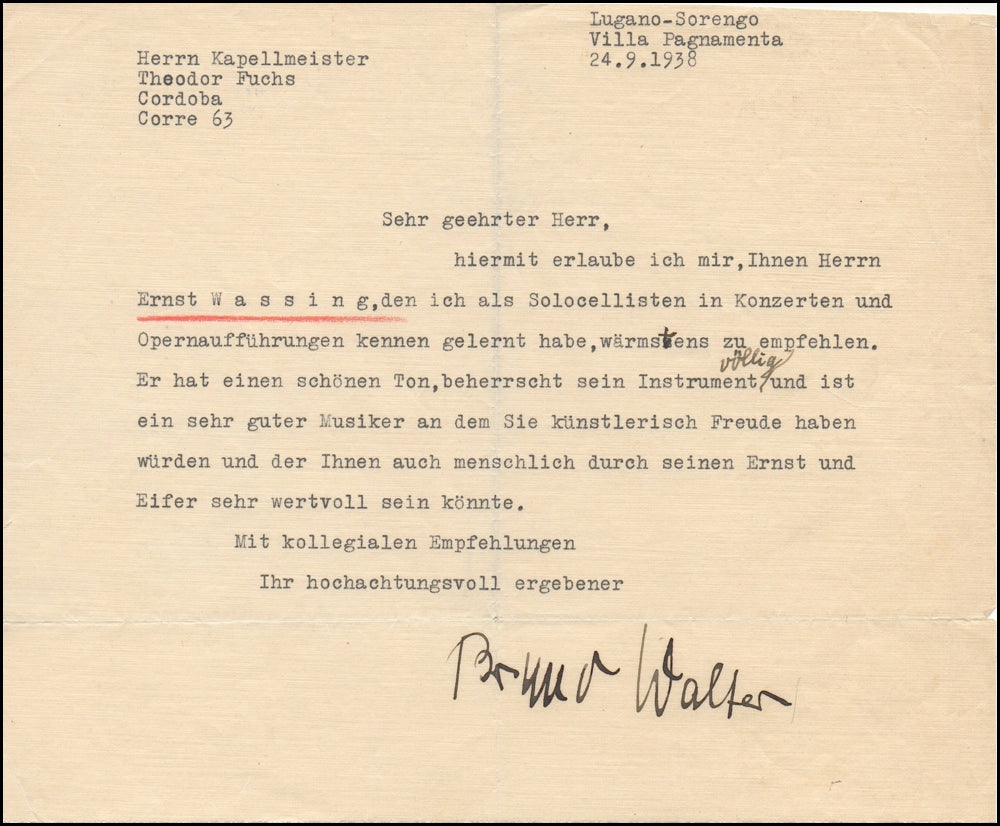 Lugano-Sorengo
Villa Pagnamenta
24.9.1938
Herrn Kapellmeister
Theodor Fuchs
Cordoba
Corre 63
Sehr geehrter Herr,
hiermit erlaube ich mir,Ihnen Herrn
Ernst W a s s i n g,den ich als Solocellisten in Konzerten und
Opernaufführungen kennen gelernt habe,wärmstens zu empfehlen.
völlig
Er hat einen schönen Ton,beherrscht sein Instrument und ist
ein sehr guter Musiker an dem Sie künstlerisch Freude haben
würden und der Ihnen auch menschlich durch seinen Ernst und
Eifer sehr wertvoll sein könnte.
Mit kollegialen Empfehlungen
Ihr hochachtungsvoll ergebener
Bruno Walter